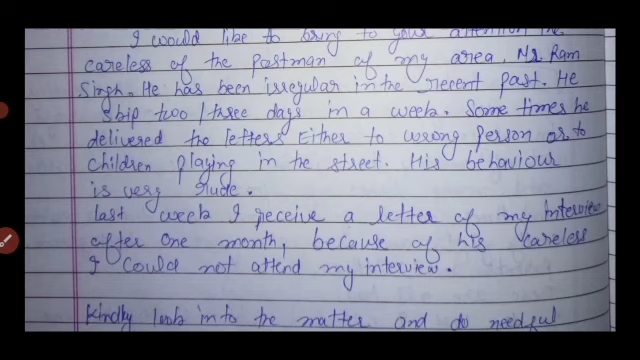 I would like to bring to your attention the
careless of the postman of my area, Mr Ram
Singh. He has been irregular in the recent past. He
skip two/three days in a week. Some times he
delivered the letters Either to wrong person or to
children playing in the street. His behaviour
is very rude.
last week I receive a letter of my interview
after one month, because of his careless
I could not attend my interview.
Kindly look into the matter and do needful